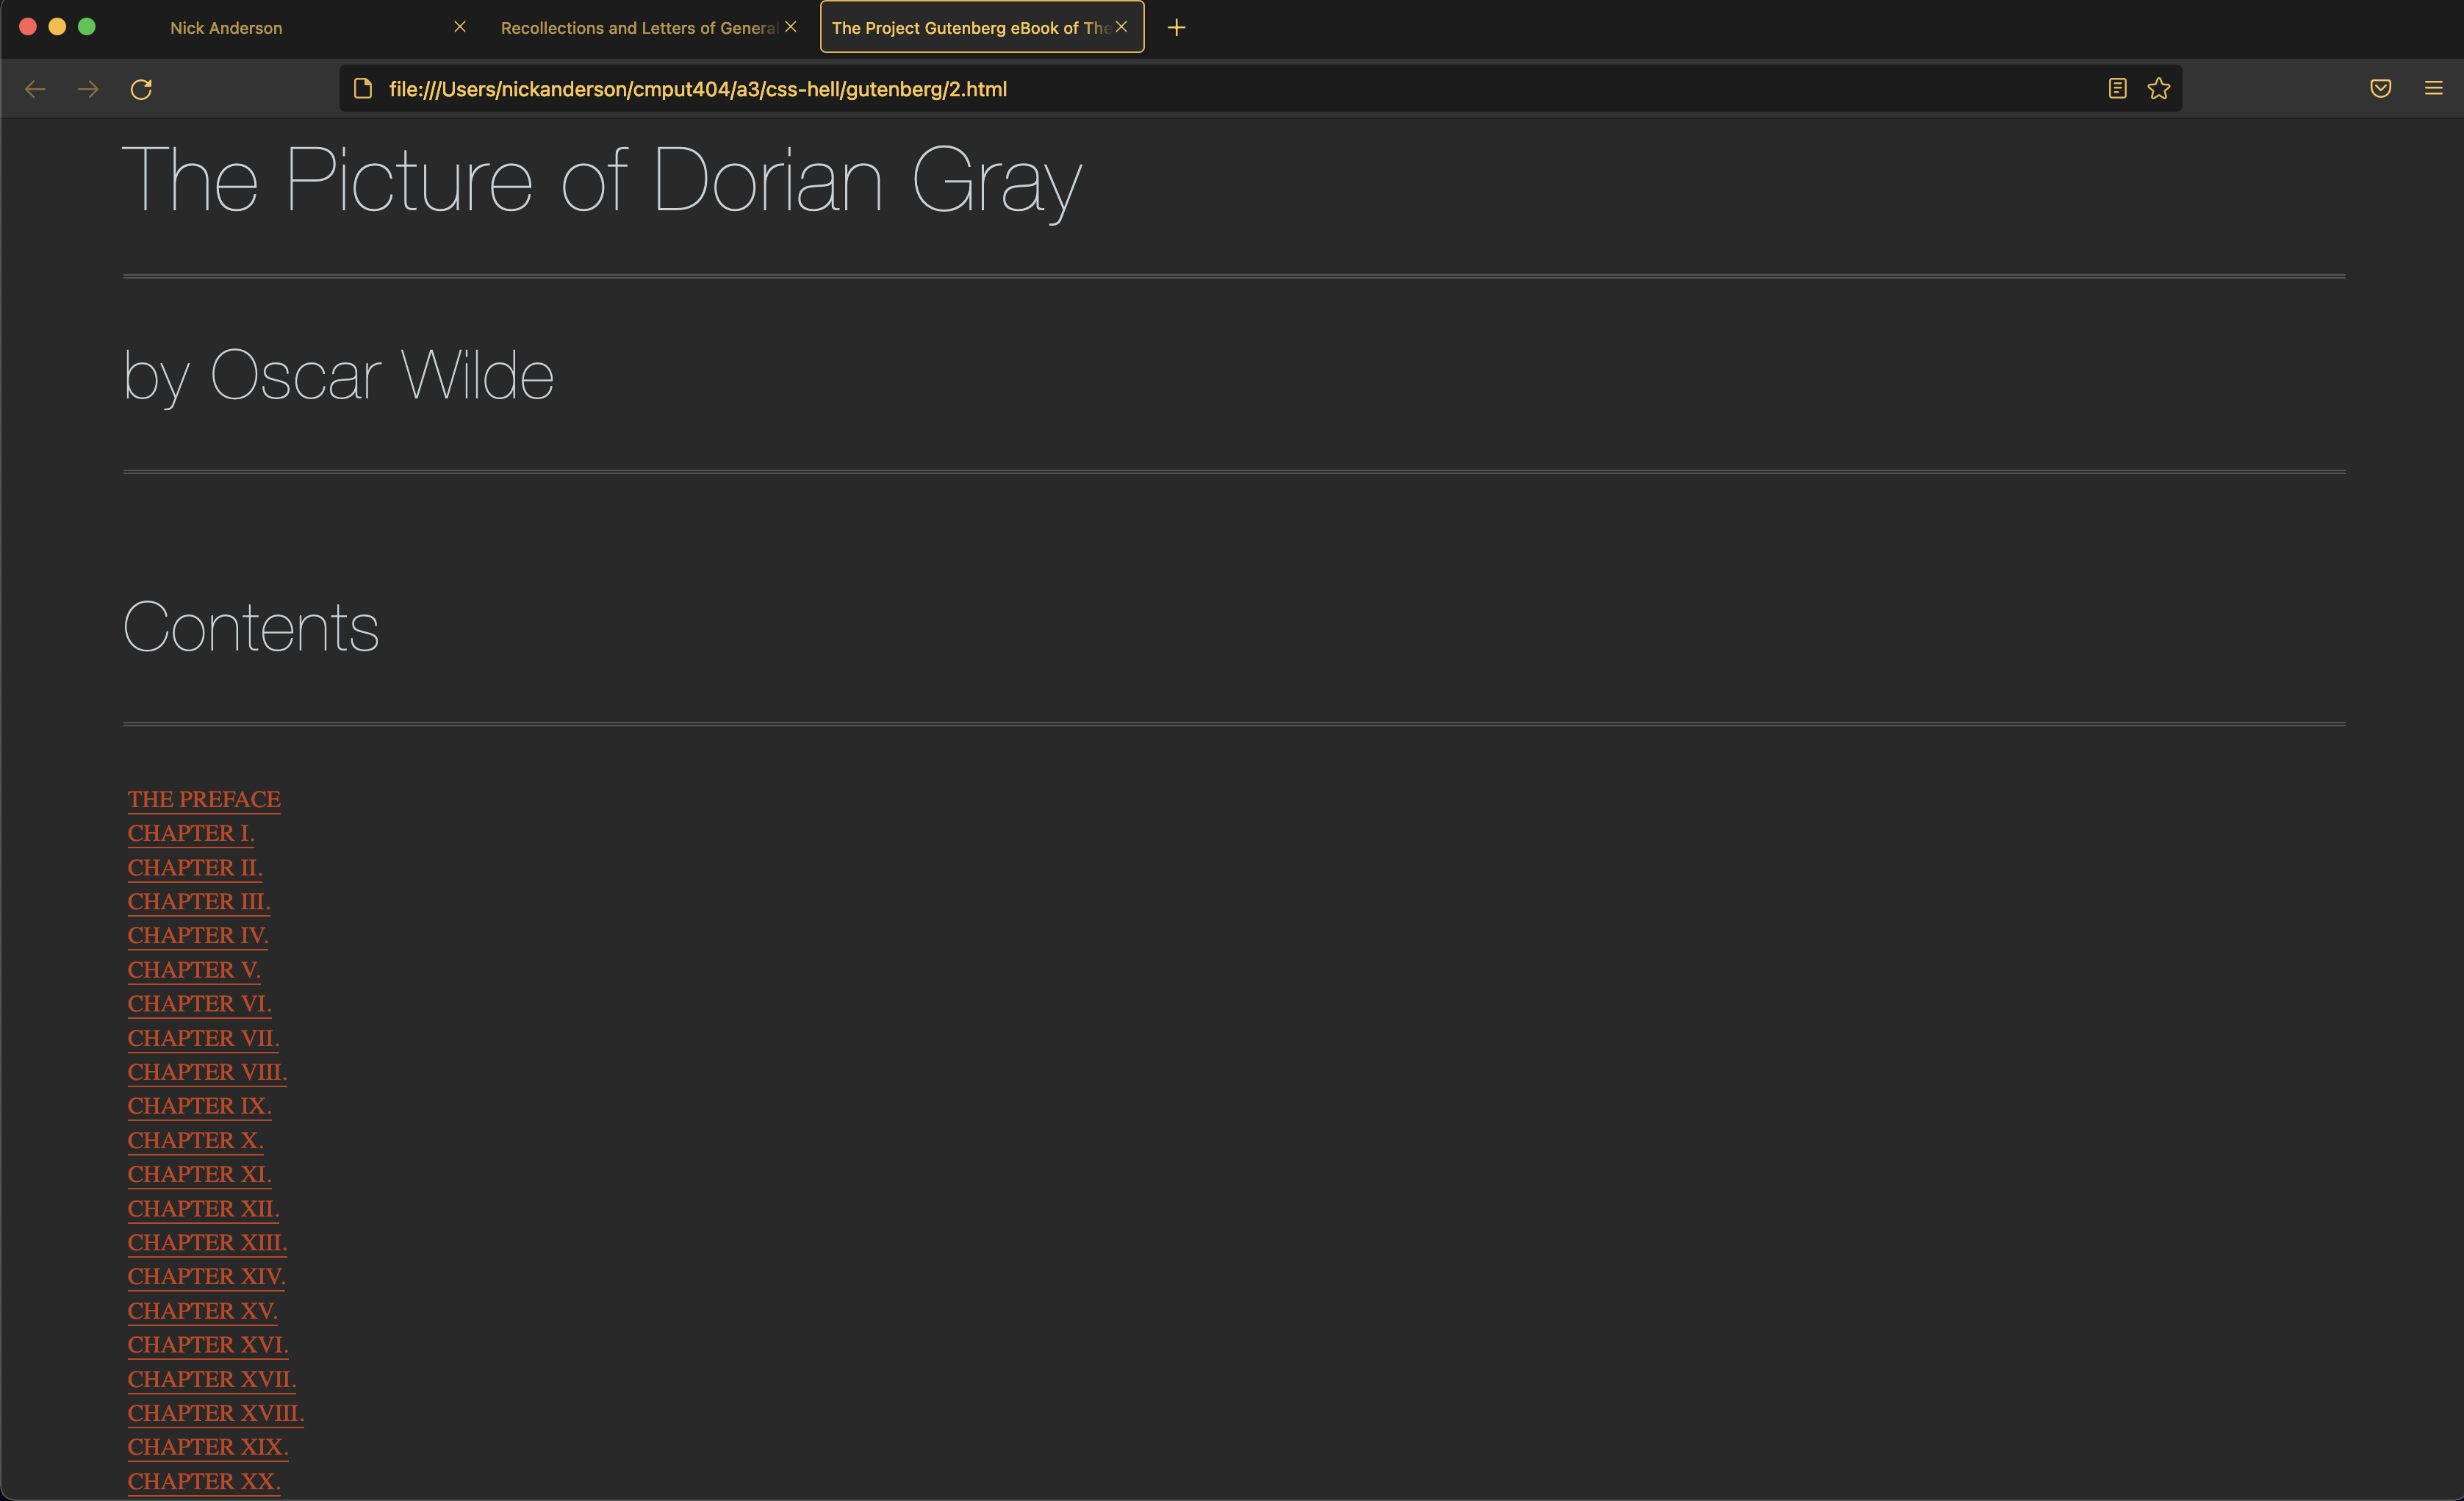 Nick Anderson
Recollections and Letters of General
The Project Gutenberg eBook of The
file:///Users/nickanderson/cmput404/a3/css-hell/gutenberg/2.html
The Picture of Dorian Gray
by Oscar Wilde
Contents
THE PREFACE
CHAPTER I.
CHAPTER II.
CHAPTER III.
CHAPTER IV.
CHAPTER V.
CHAPTER VI.
CHAPTER VII.
CHAPTER VIII.
CHAPTER IX.
CHAPTER X.
CHAPTER XI.
CHAPTER XII.
CHAPTER XIII.
CHAPTER XIV.
CHAPTER XV.
CHAPTER XVI.
CHAPTER XVII.
CHAPTER XVIII.
CHAPTER XIX.
CHAPTER XX.